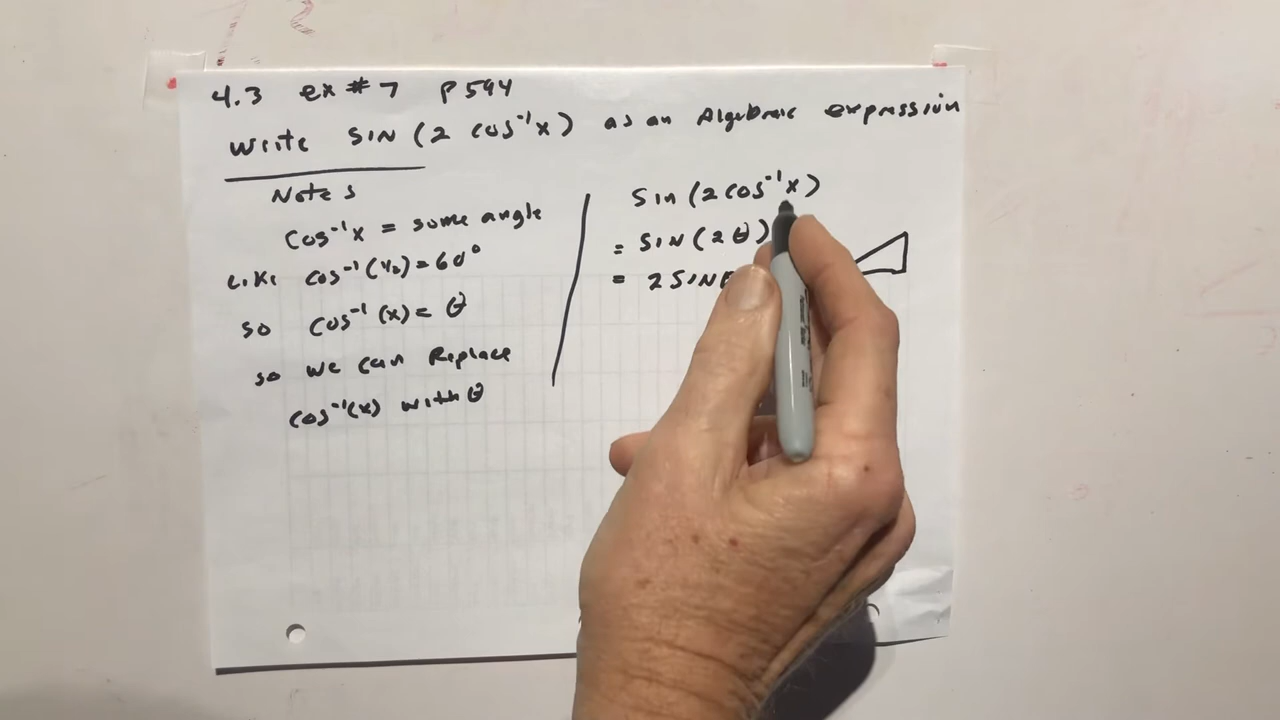 4.3 ex # 7 P 594
Write SIN (2 cos⁻¹x) as an Algebraic expression
Notes
Cos⁻¹x = some angle
Like cos⁻¹(1/2) = 60°
so cos⁻¹(x) = θ
so we can Replace
cos⁻¹(x) with θ
Sin (2 cos⁻¹x)
= SIN (2θ)
= 2 SIN